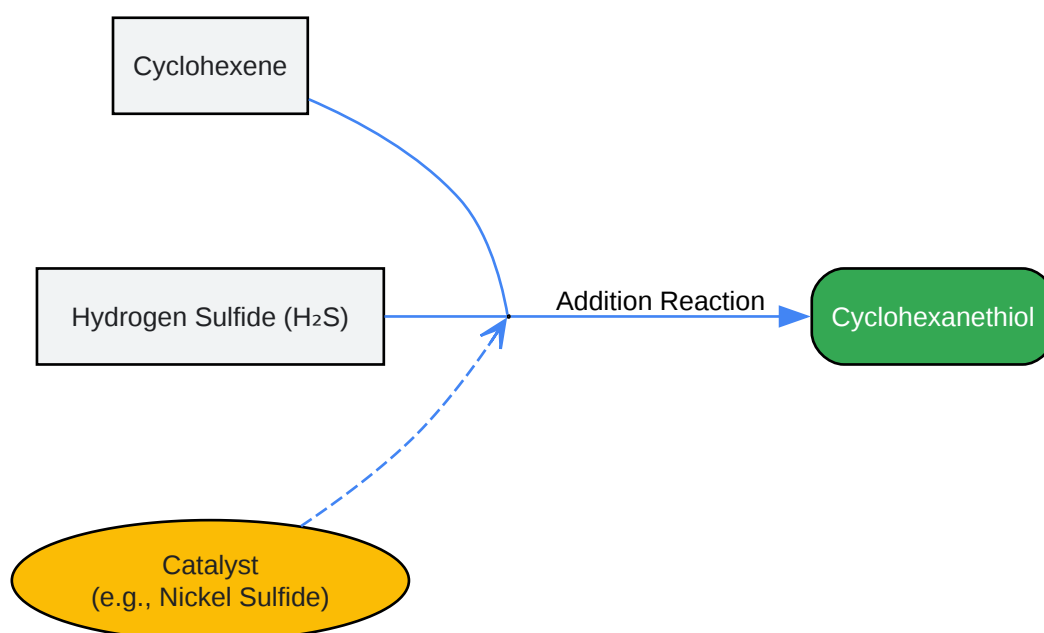 Cyclohexene
Hydrogen Sulfide (H₂S)
Addition Reaction
Cyclohexanethiol
Catalyst
(e.g., Nickel Sulfide)